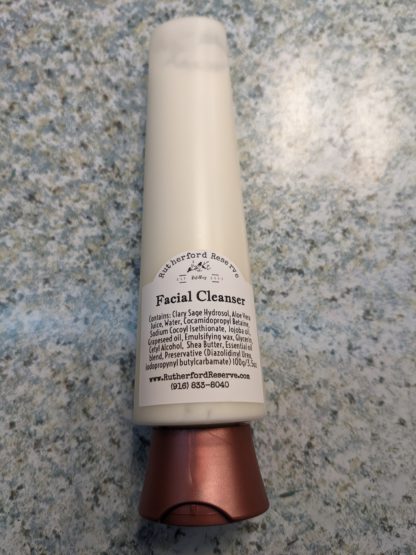 Rutherford Reserve
Facial Cleanser
Contains: Clary Sage Hydrosol, Aloe Vera
Juice, Water, Cocamidopropyl Betaine,
Sodium Cocoyl Isethionate, Jojoba oil,
Grapeseed oil, Emulsifying wax, Glycerin,
Cetyl Alcohol, Shea Butter, Essential oil
blend, Preservative (Diazolidinyl Urea,
Iodopropynyl butylcarbamate) 100g/3.5oz
www.RutherfordReserve.com
(916) 833-8040